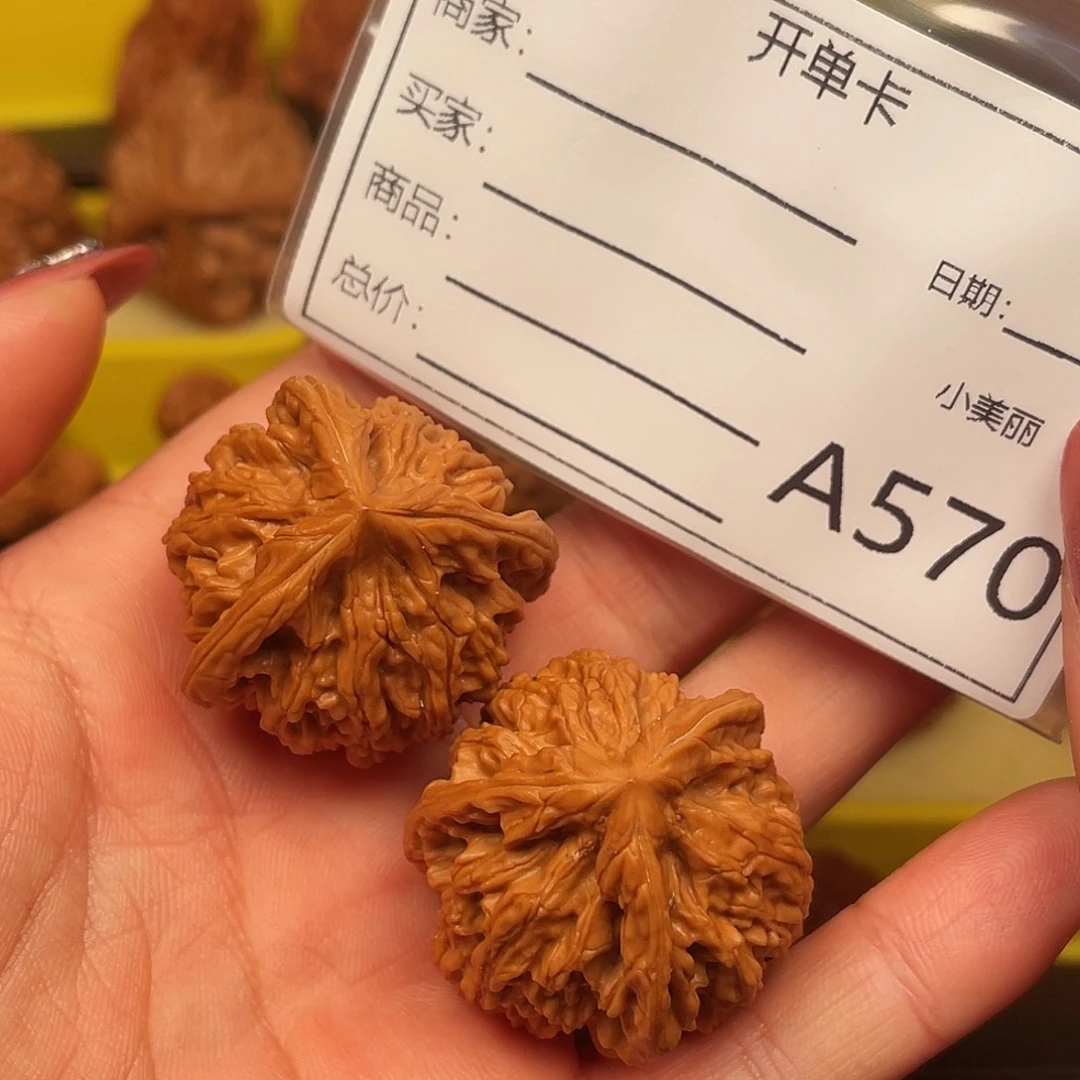 开单卡
商家：
买家：
商品：
总价：
日期：
小美丽
A570